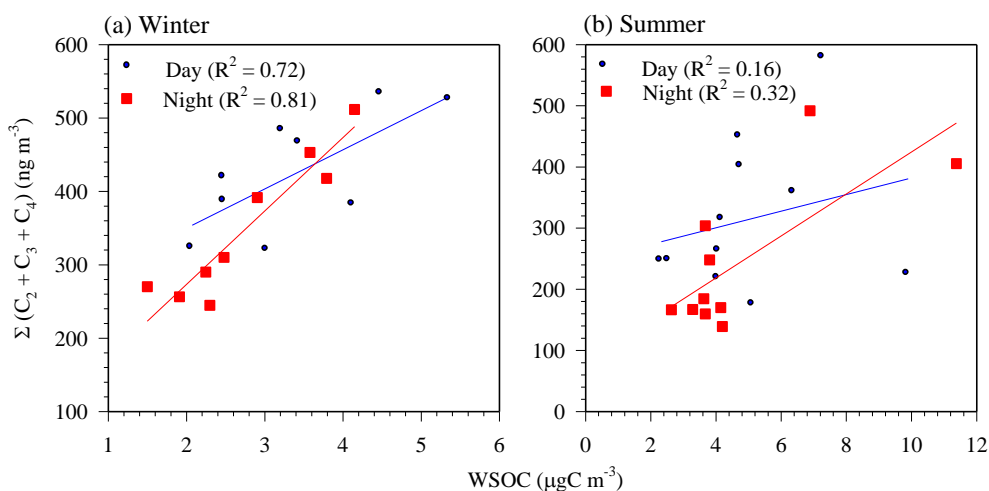 (a) Winter
(b) Summer
600
500
400
300
200
100
Day (R² = 0.72)
Night (R² = 0.81)
1 2 3 4 5 6
600
500
400
300
200
100
0
Day (R² = 0.16)
Night (R² = 0.32)
0 2 4 6 8 10 12
Σ (C₂ + C₃ + C₄) (ng m⁻³)
WSOC (µgC m⁻³)